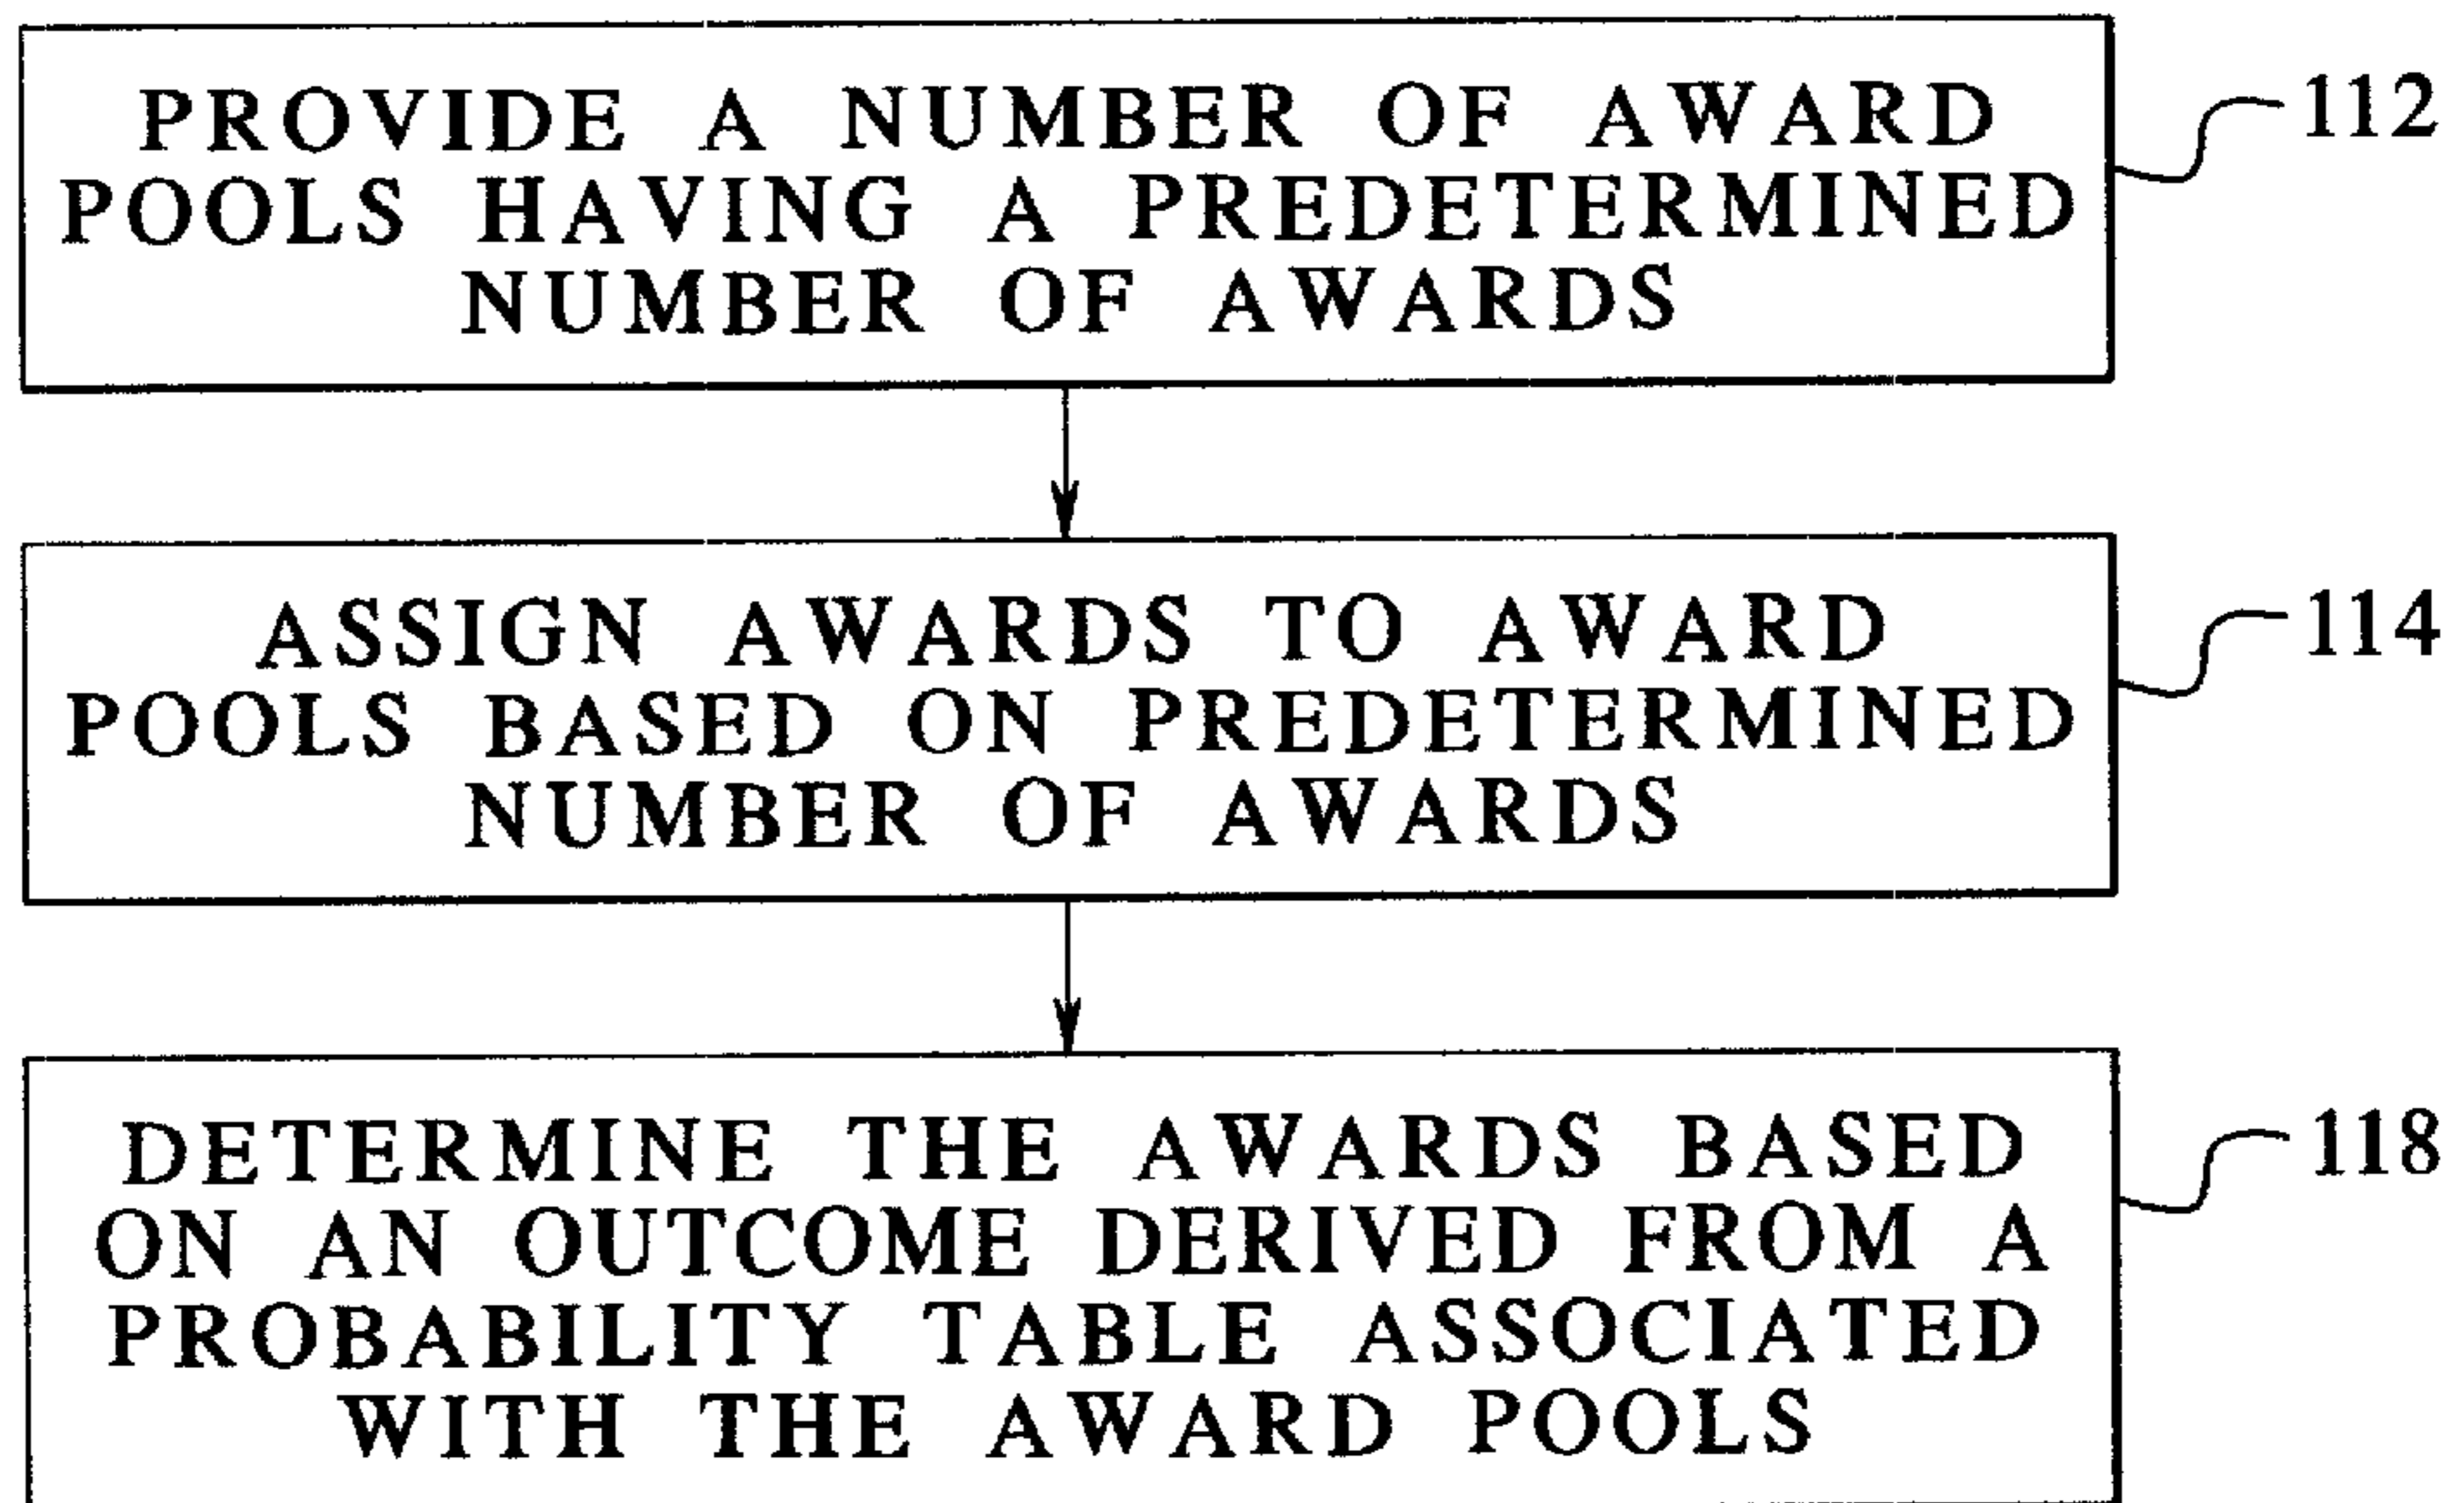 PROVIDE A NUMBER OF AWARD
POOLS HAVING A PREDETERMINED
NUMBER OF AWARDS
112
ASSIGN AWARDS TO AWARD
POOLS BASED ON PREDETERMINED
NUMBER OF AWARDS
114
DETERMINE THE AWARDS BASED
ON AN OUTCOME DERIVED FROM A
PROBABILITY TABLE ASSOCIATED
WITH THE AWARD POOLS
118